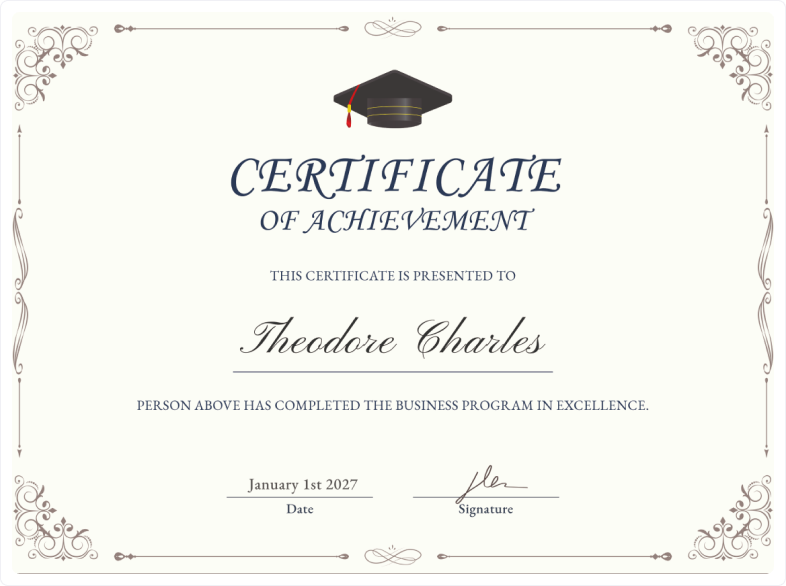 CERTIFICATE
OF ACHIEVEMENT
THIS CERTIFICATE IS PRESENTED TO
Theodore Charles
PERSON ABOVE HAS COMPLETED THE BUSINESS PROGRAM IN EXCELLENCE.
January 1st 2027
Date
Signature